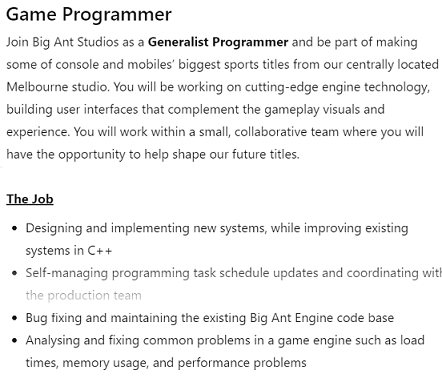 Game Programmer
Join Big Ant Studios as a Generalist Programmer and be part of making
some of console and mobiles’ biggest sports titles from our centrally located
Melbourne studio. You will be working on cutting-edge engine technology,
building user interfaces that complement the gameplay visuals and
experience. You will work within a small, collaborative team where you will
have the opportunity to help shape our future titles.
The Job
• Designing and implementing new systems, while improving existing
systems in C++
• Self-managing programming task schedule updates and coordinating with
the production team
• Bug fixing and maintaining the existing Big Ant Engine code base
• Analysing and fixing common problems in a game engine such as load
times, memory usage, and performance problems